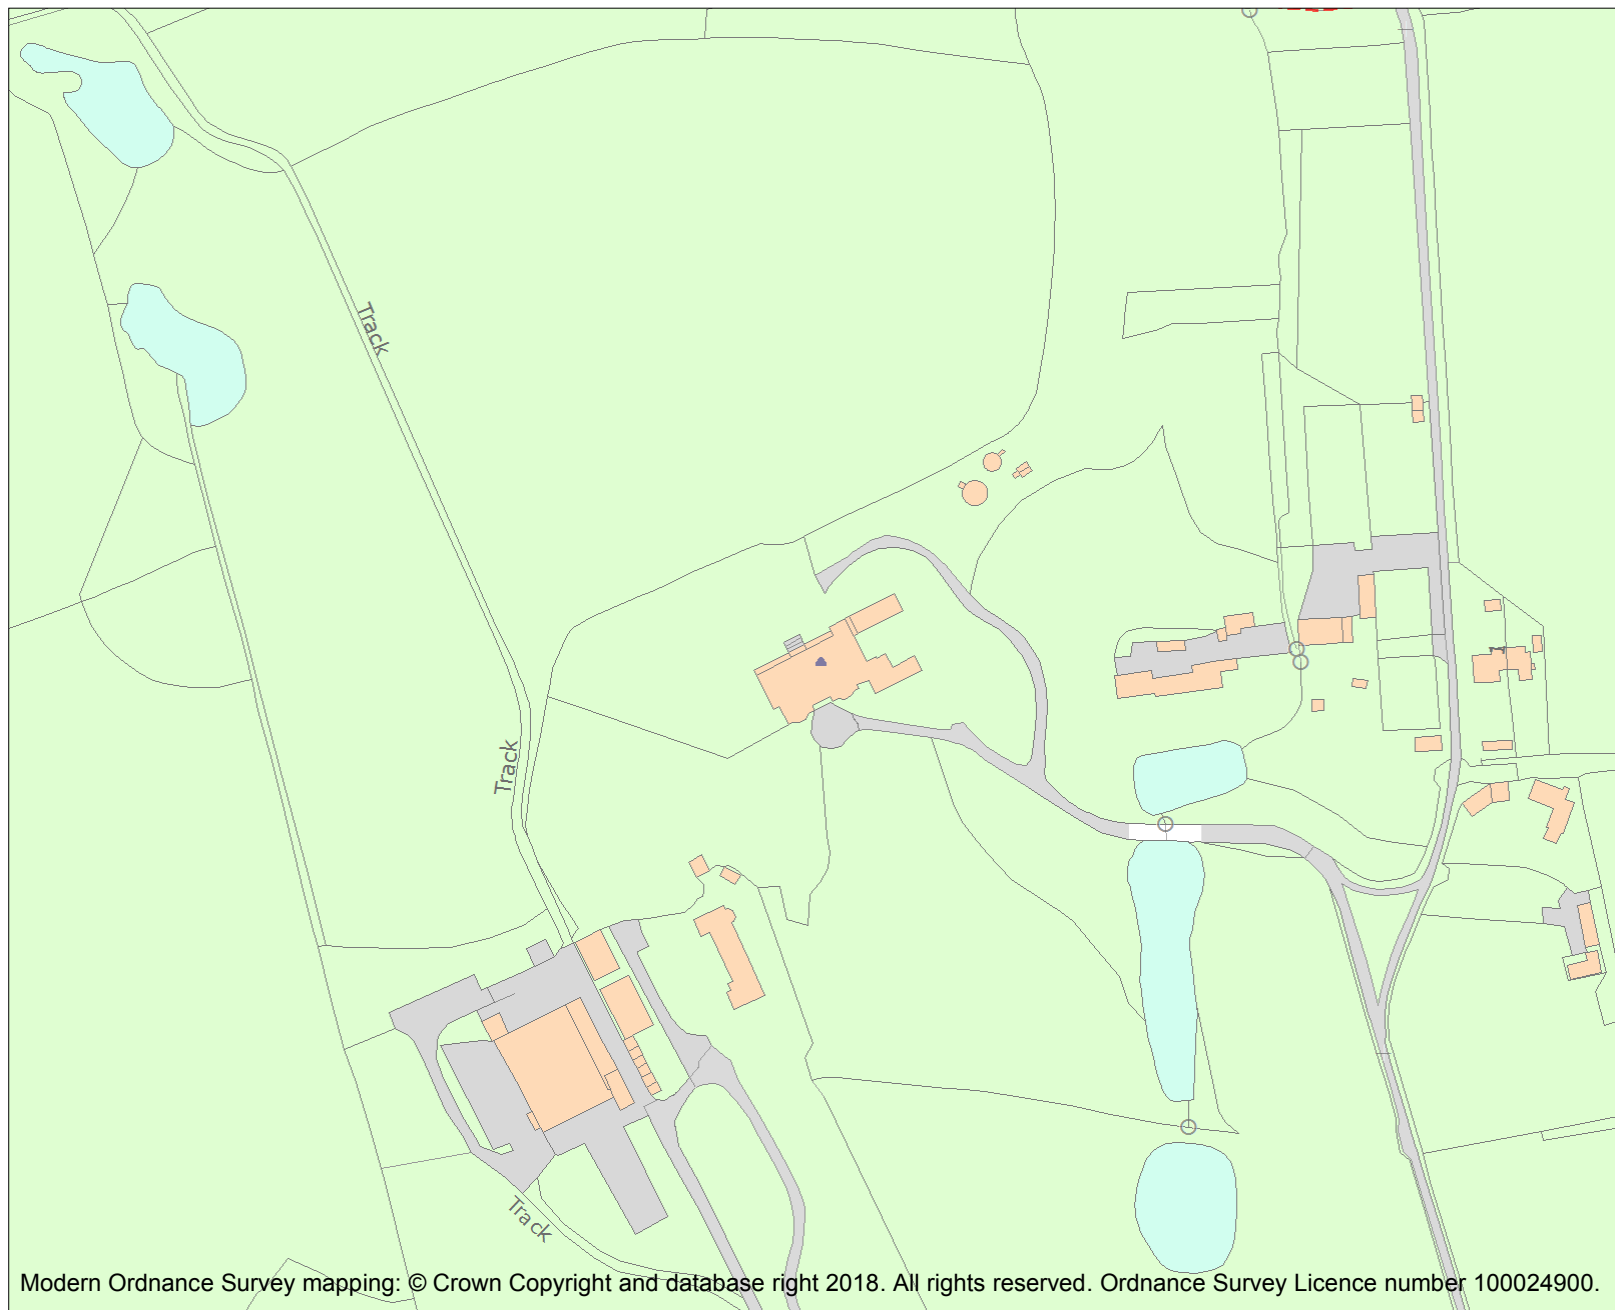 Track
Track
Track
Modern Ordnance Survey mapping: © Crown Copyright and database right 2018. All rights reserved. Ordnance Survey Licence number 100024900.